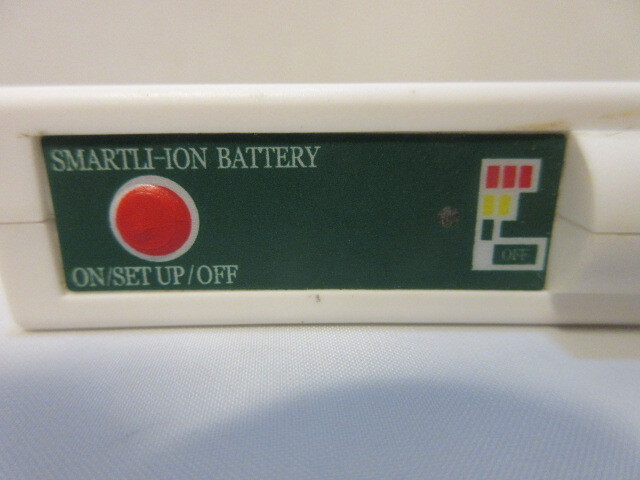 SMARTLI-ION BATTERY
ON/SET UP/OFF
OFF